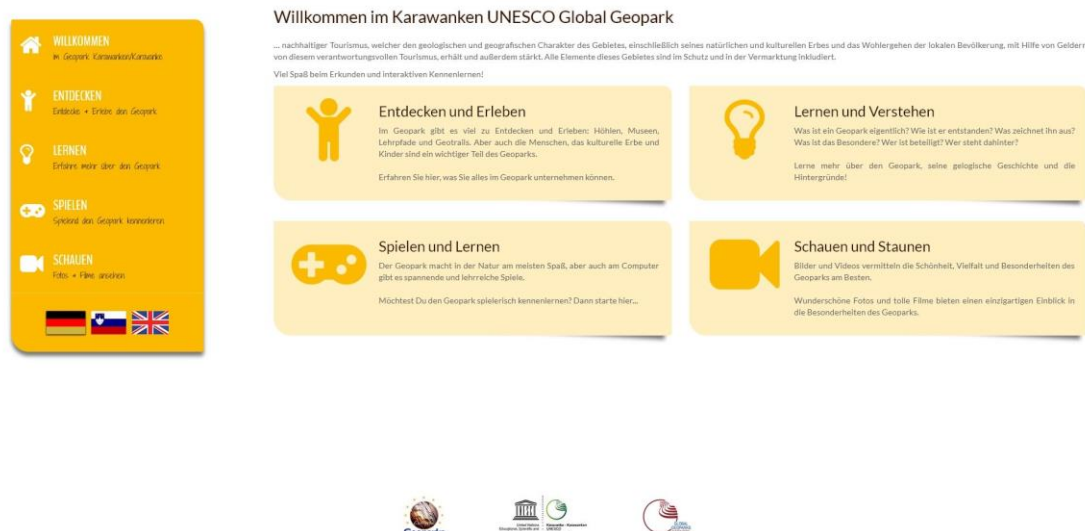 WILLKOMMEN
im Geopark Karawanken/Karavanke
ENTDECKEN
Entdecke + Erlebe den Geopark
LERNEN
Erfahre mehr über den Geopark
SPIELEN
Spielend den Geopark kennenlernen
SCHAUEN
Fotos + Filme ansehen
Willkommen im Karawanken UNESCO Global Geopark
... nachhaltiger Tourismus, welcher den geologischen und geografischen Charakter des Gebietes, einschließlich seines natürlichen und kulturellen Erbes und das Wohlergehen der lokalen Bevölkerung, mit Hilfe von Geldern
von diesem verantwortungsvollen Tourismus, erhält und außerdem stärkt. Alle Elemente dieses Gebietes sind im Schutz und in der Vermarktung inkludiert.
Viel Spaß beim Erkunden und interaktiven Kennenlernen!
Entdecken und Erleben
Im Geopark gibt es viel zu Entdecken und Erleben: Höhlen, Museen,
Lehrpfade und Geotrails. Aber auch die Menschen, das kulturelle Erbe und
Kinder sind ein wichtiger Teil des Geoparks.
Erfahren Sie hier, was Sie alles im Geopark unternehmen können.
Lernen und Verstehen
Was ist ein Geopark eigentlich? Wie ist er entstanden? Was zeichnet ihn aus?
Was ist das Besondere? Wer ist beteiligt? Wer steht dahinter?
Lerne mehr über den Geopark, seine gelogische Geschichte und die
Hintergründe!
Spielen und Lernen
Der Geopark macht in der Natur am meisten Spaß, aber auch am Computer
gibt es spannende und lehrreiche Spiele.
Möchtest Du den Geopark spielerisch kennenlernen? Dann starte hier...
Schauen und Staunen
Bilder und Videos vermitteln die Schönheit, Vielfalt und Besonderheiten des
Geoparks am Besten.
Wunderschöne Fotos und tolle Filme bieten einen einzigartigen Einblick in
die Besonderheiten des Geoparks.